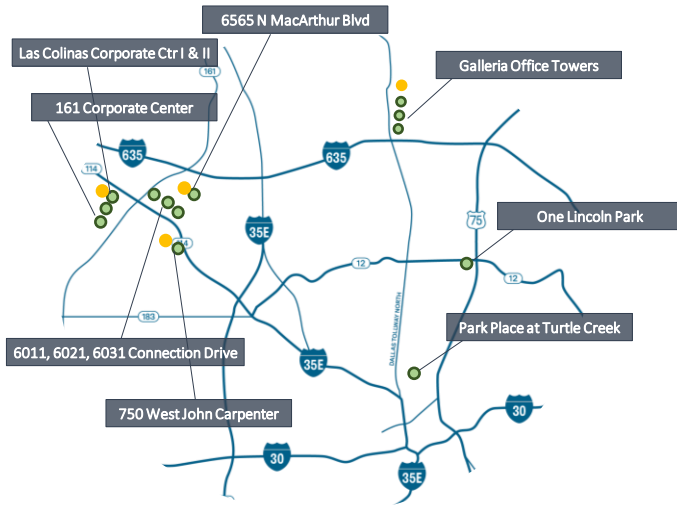 6565 N MacArthur Blvd
Las Colinas Corporate Ctr I & II
Galleria Office Towers
161
161 Corporate Center
635
635
114
One Lincoln Park
75
35E
12
12
183
DALLAS TOLLWAY NORTH
Park Place at Turtle Creek
6011, 6021, 6031 Connection Drive
35E
750 West John Carpenter
30
30
35E